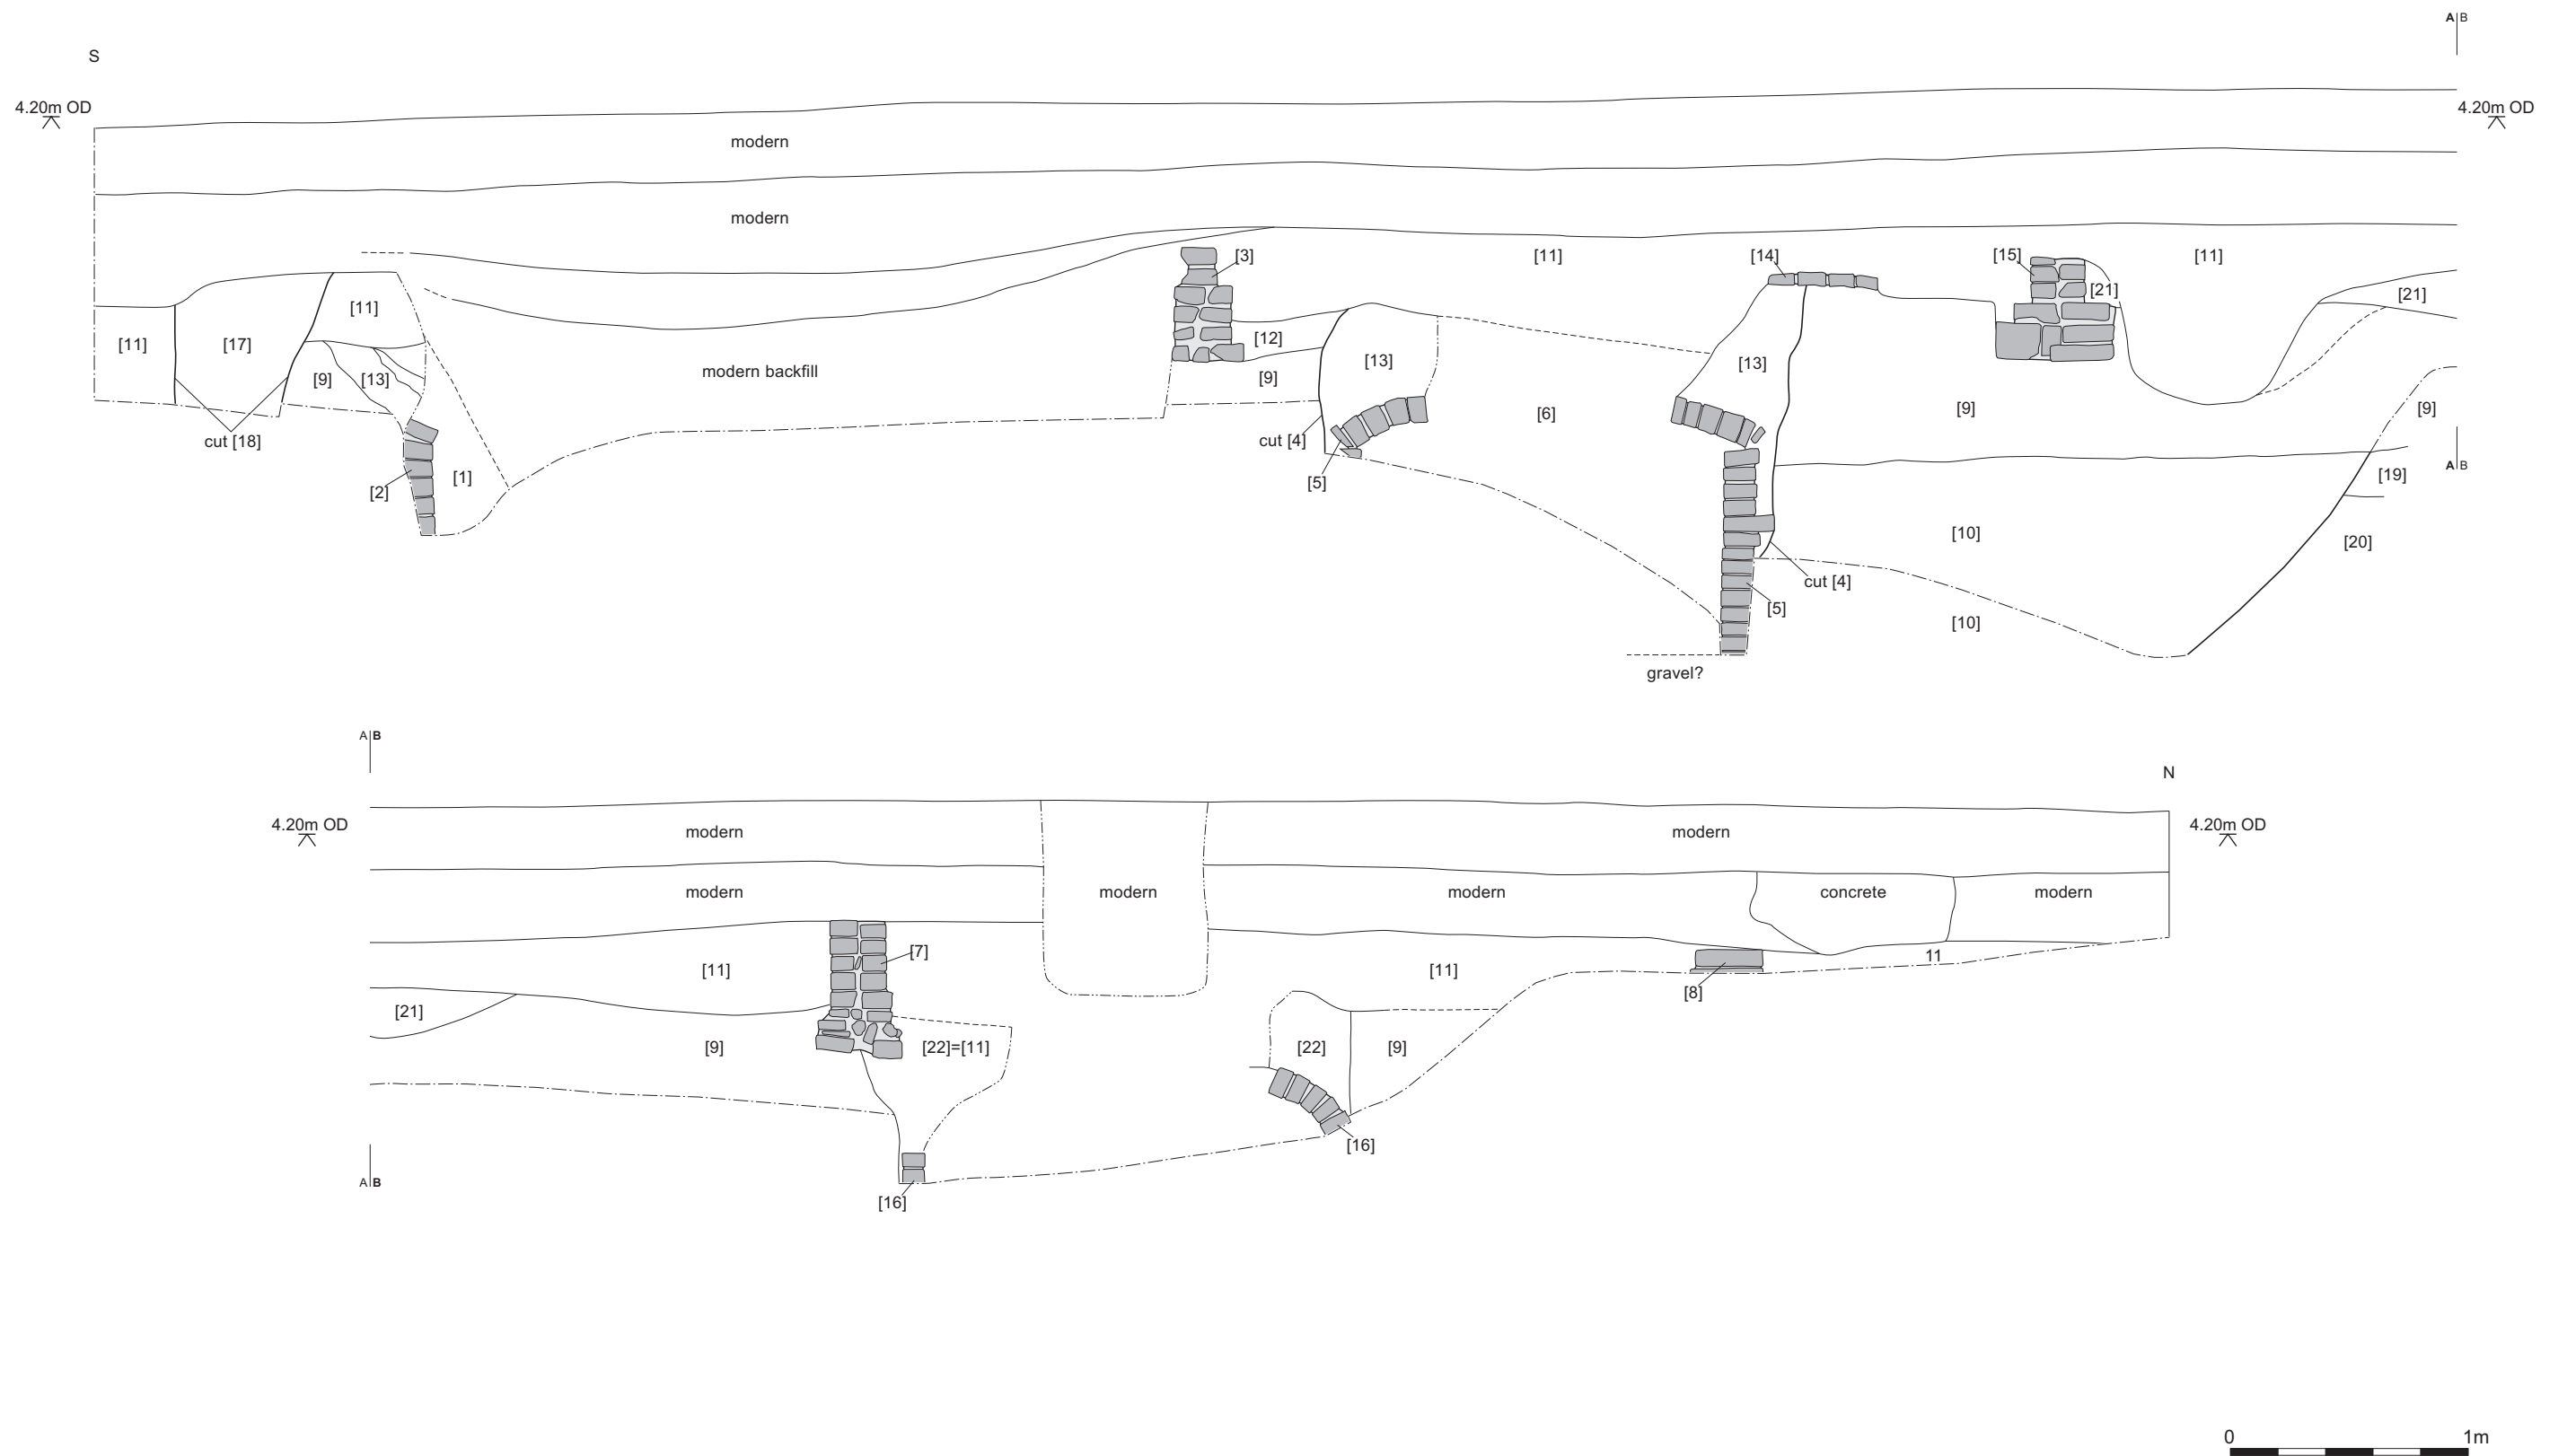 A|B
S
4.20m OD
4.20m OD
modern
modern
[3]
[11]
[14]
[15]
[11]
[21]
[21]
[11]
[11]
[17]
[12]
[13]
[13]
modern backfill
[9]
[13]
[9]
[6]
[9]
[9]
cut [18]
cut [4]
A|B
[2]
[1]
[5]
[19]
[10]
[20]
cut [4]
[5]
[10]
gravel?
A|B
N
4.20m OD
4.20m OD
modern
modern
modern
modern
modern
concrete
modern
[7]
[11]
[11]
11
[8]
[21]
[9]
[22]=[11]
[22]
[9]
[16]
A|B
[16]
0
1m